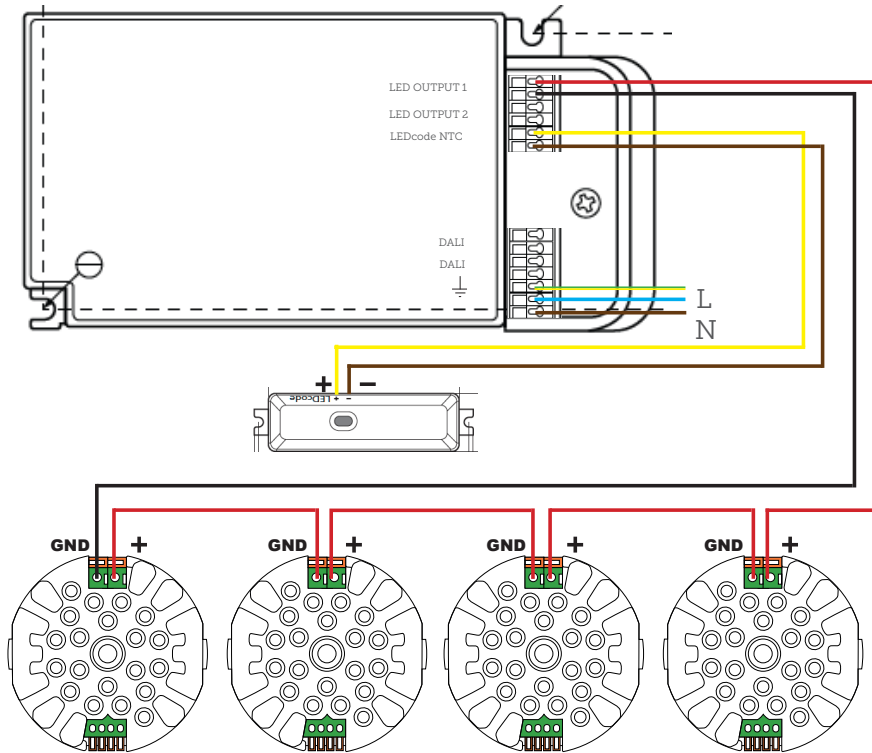 LED OUTPUT 1
LED OUTPUT 2
LEDcode NTC
DALI
DALI
L
N
+ −
LEDcode + −
GND + GND + GND + GND +